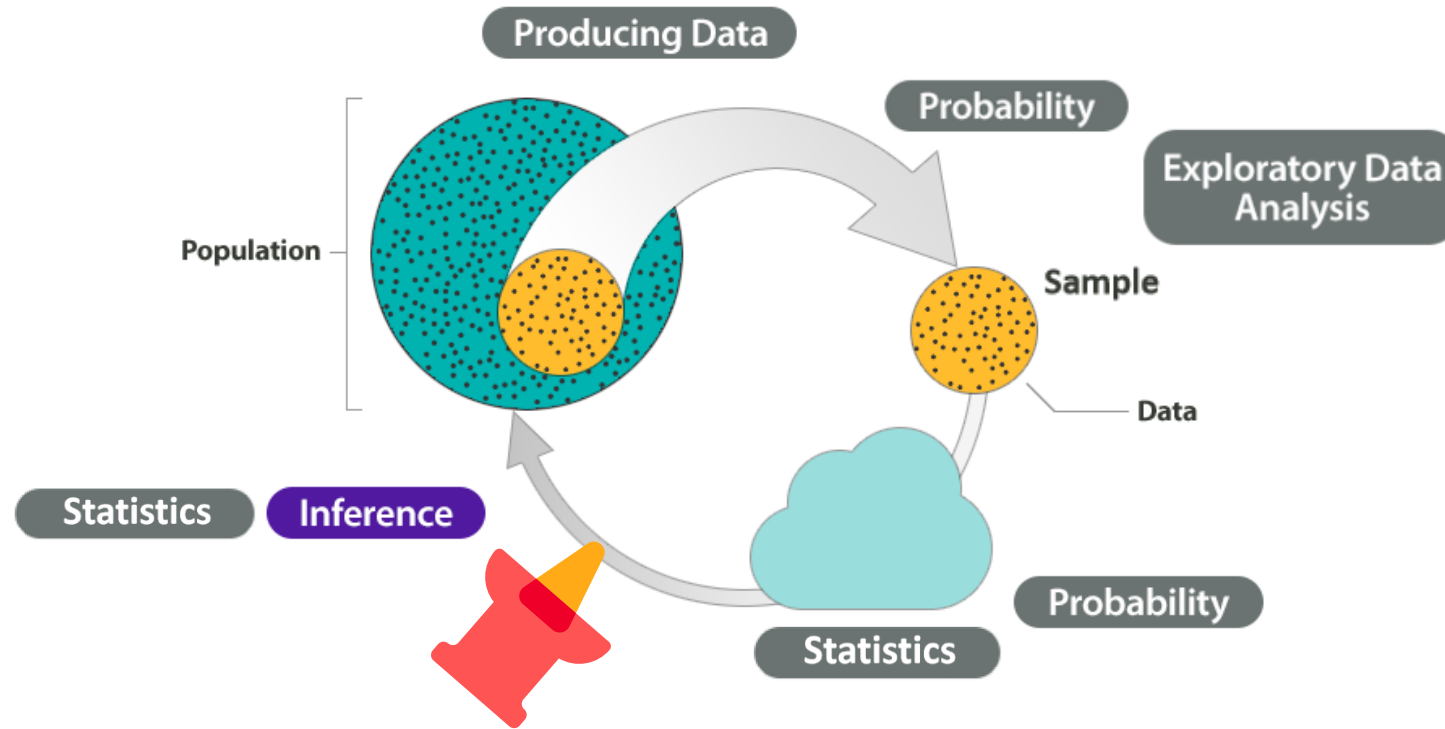 Producing Data
Probability
Exploratory Data
Analysis
Population
Sample
Data
Statistics
Inference
Probability
Statistics